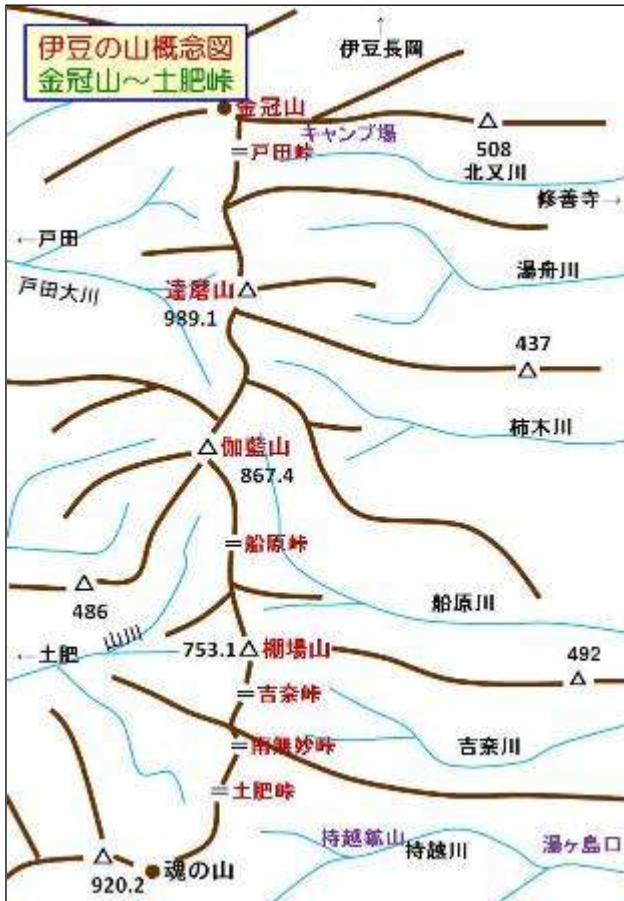 伊豆の山概念図
金冠山～土肥峠
↑
伊豆長岡
金冠山
キャンプ場
508
戸田峠
北又川
修善寺→
←戸田
湯舟川
戸田大川
達磨山
989.1
437
柿木川
伽藍山
867.4
船原峠
486
船原川
山川
←土肥
753.1
棚場山
492
吉奈峠
南無妙峠
吉奈川
土肥峠
持越鉱山
持越川
湯ヶ島口
魂の山
920.2